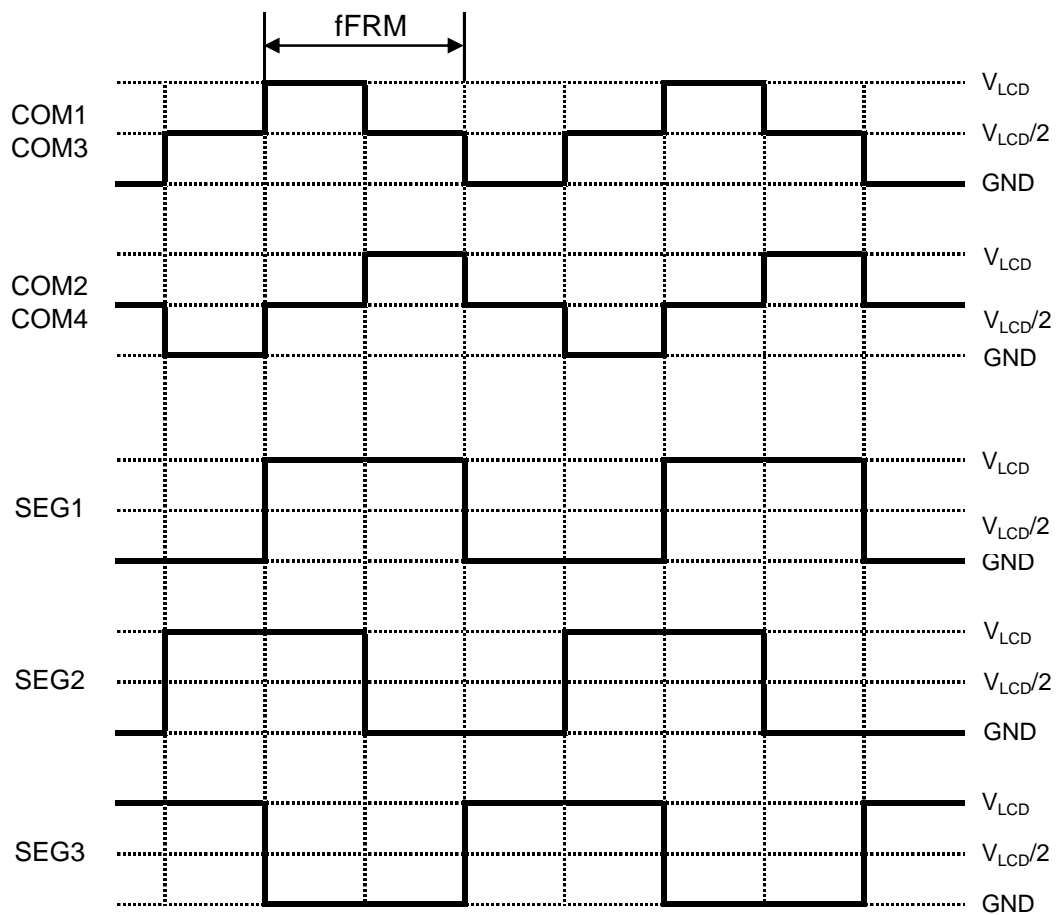 fFRM
COM1
COM3
V_LCD
V_LCD/2
GND
COM2
COM4
V_LCD
V_LCD/2
GND
SEG1
V_LCD
V_LCD/2
GND
SEG2
V_LCD
V_LCD/2
GND
SEG3
V_LCD
V_LCD/2
GND